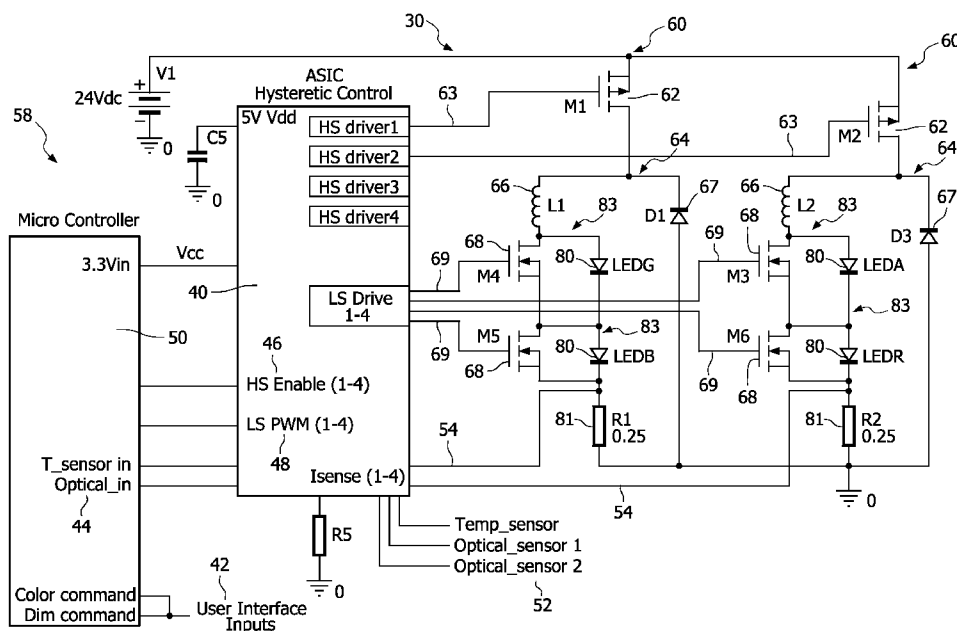 30
60
60
V1
+
24Vdc
−
0
ASIC
Hysteretic Control
58
C5
0
5V Vdd
HS driver1
HS driver2
HS driver3
HS driver4
63
M1
62
63
M2
62
64
64
66
L1
83
D1
67
66
L2
83
D3
67
Micro Controller
3.3Vin
Vcc
40
50
68
69
M4
80
LEDG
69
68
M3
80
LEDA
LS Drive
1-4
83
83
69
M5
68
80
LEDB
69
M6
68
80
LEDR
46
HS Enable (1-4)
LS PWM (1-4)
48
81
R1
0.25
81
R2
0.25
54
T_sensor in
Optical_in
44
Isense (1-4)
54
0
R5
0
Temp_sensor
Optical_sensor 1
Optical_sensor 2
52
42
Color command
Dim command
User Interface
Inputs